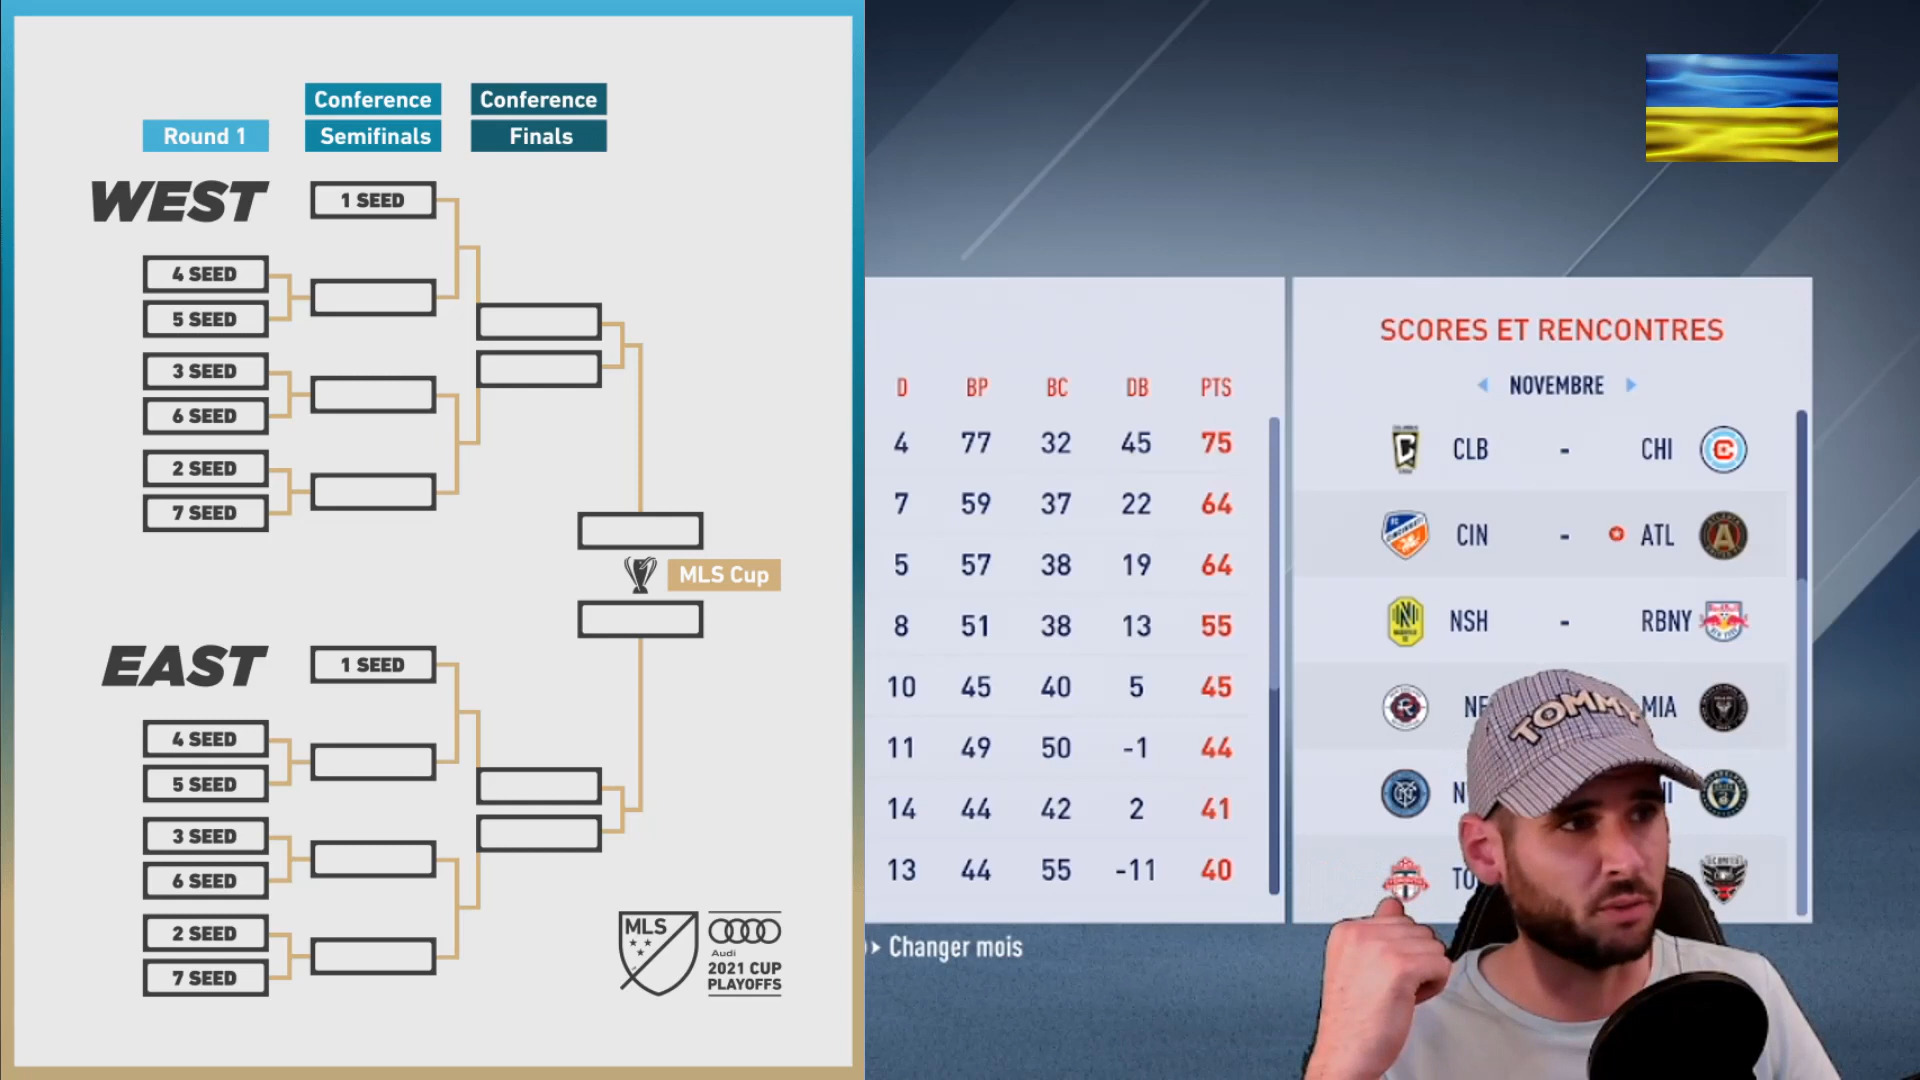 Conference
Semifinals
Conference
Finals
Round 1
WEST
1 SEED
4 SEED
5 SEED
3 SEED
6 SEED
2 SEED
7 SEED
MLS Cup
EAST
1 SEED
4 SEED
5 SEED
3 SEED
6 SEED
2 SEED
7 SEED
MLS
Audi
2021 CUP
PLAYOFFS
D BP BC DB PTS
4 77 32 45 75
7 59 37 22 64
5 57 38 19 64
8 51 38 13 55
10 45 40 5 45
11 49 50 -1 44
14 44 42 2 41
13 44 55 -11 40
Changer mois
SCORES ET RENCONTRES
NOVEMBRE
CLB - CHI
CIN - ATL
NSH - RBNY
MIA
TOMMY